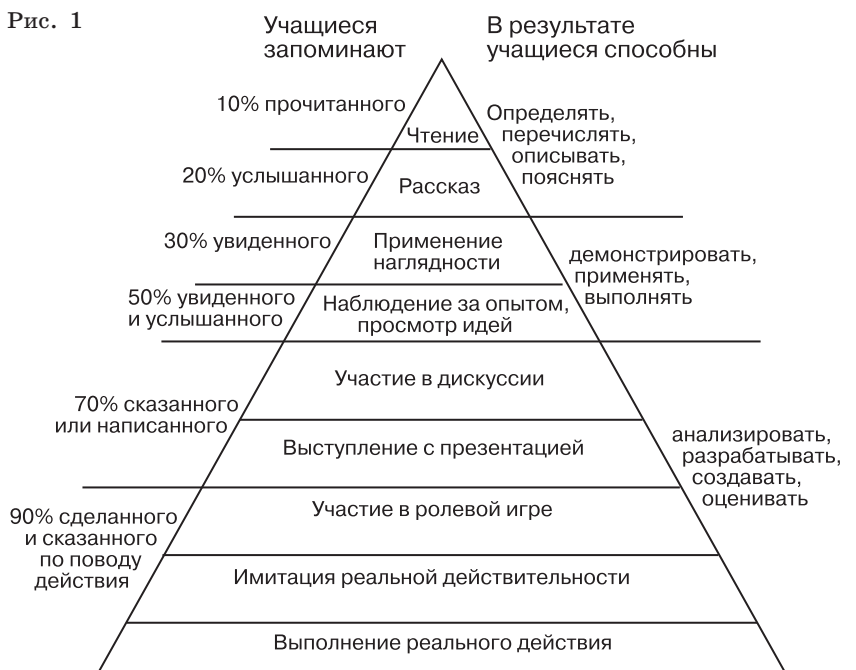 Рис. 1
Учащиеся
запоминают
В результате
учащиеся способны
10% прочитанного
Чтение
Определять,
перечислять,
описывать,
пояснять
20% услышанного
Рассказ
30% увиденного
Применение
наглядности
демонстрировать,
применять,
выполнять
50% увиденного
и услышанного
Наблюдение за опытом,
просмотр идей
Участие в дискуссии
70% сказанного
или написанного
Выступление с презентацией
анализировать,
разрабатывать,
создавать,
оценивать
90% сделанного
и сказанного
по поводу
действия
Участие в ролевой игре
Имитация реальной действительности
Выполнение реального действия